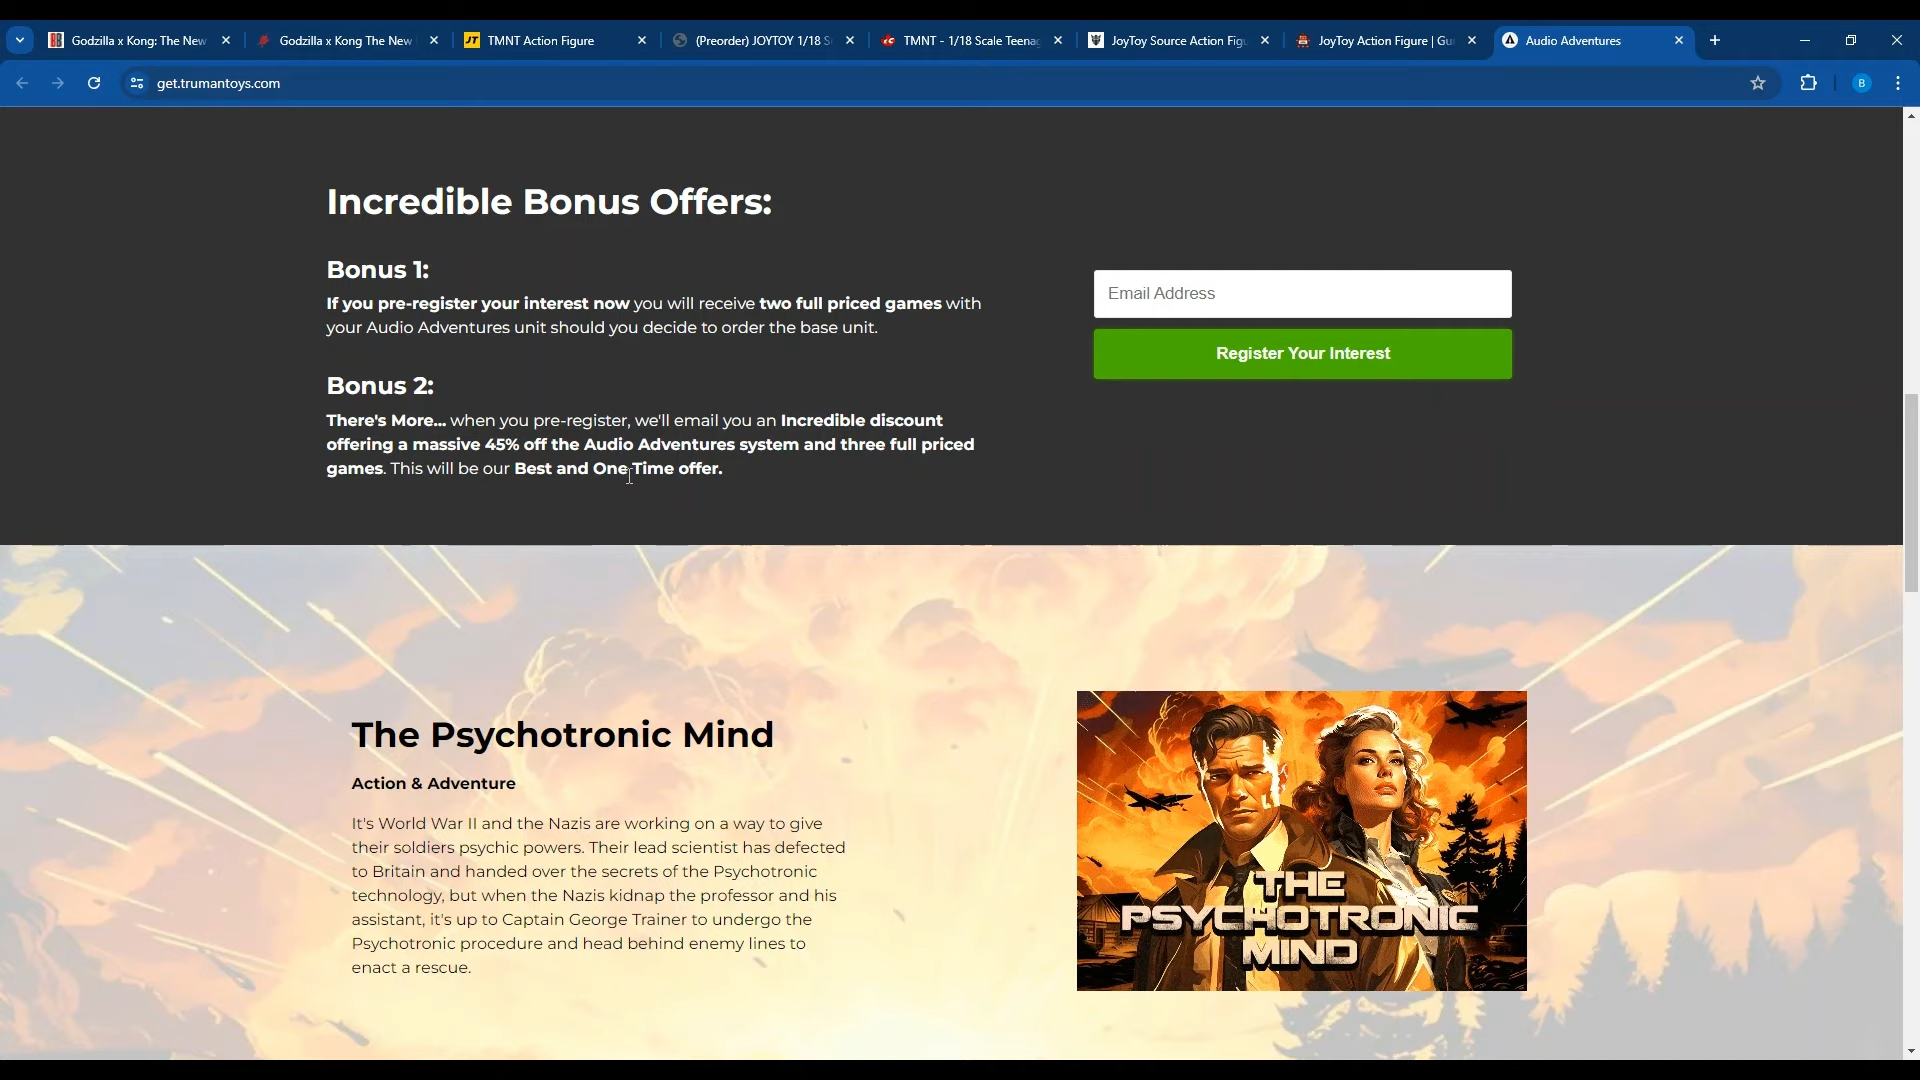 Godzilla x Kong: The New
Godzilla x Kong The New
JT
TMNT Action Figure
(Preorder) JOYTOY 1/18 S
TMNT - 1/18 Scale Teenag
JoyToy Source Action Figu
JoyToy Action Figure | Gu
Audio Adventures
get.trumantoys.com
B
Incredible Bonus Offers:
Bonus 1:
If you pre-register your interest now you will receive two full priced games with
your Audio Adventures unit should you decide to order the base unit.
Email Address
Register Your Interest
Bonus 2:
There's More... when you pre-register, we'll email you an Incredible discount
offering a massive 45% off the Audio Adventures system and three full priced
games. This will be our Best and One Time offer.
The Psychotronic Mind
Action & Adventure
It's World War II and the Nazis are working on a way to give
their soldiers psychic powers. Their lead scientist has defected
to Britain and handed over the secrets of the Psychotronic
technology, but when the Nazis kidnap the professor and his
assistant, it's up to Captain George Trainer to undergo the
Psychotronic procedure and head behind enemy lines to
enact a rescue.
THE
PSYCHOTRONIC
MIND